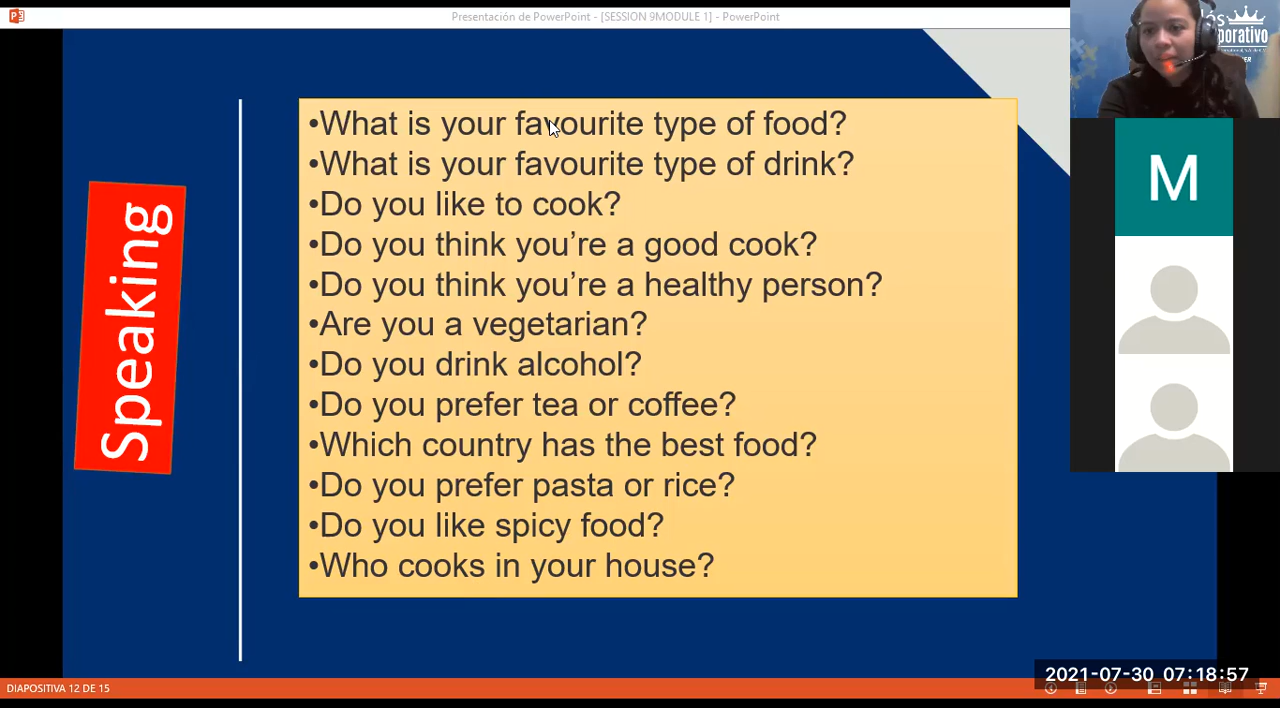 Presentación de PowerPoint - [SESSION 9MODULE 1] - PowerPoint
Speaking
•What is your favourite type of food?
•What is your favourite type of drink?
•Do you like to cook?
•Do you think you’re a good cook?
•Do you think you’re a healthy person?
•Are you a vegetarian?
•Do you drink alcohol?
•Do you prefer tea or coffee?
•Which country has the best food?
•Do you prefer pasta or rice?
•Do you like spicy food?
•Who cooks in your house?
M
2021-07-30 07:18:57
DIAPOSITIVA 12 DE 15